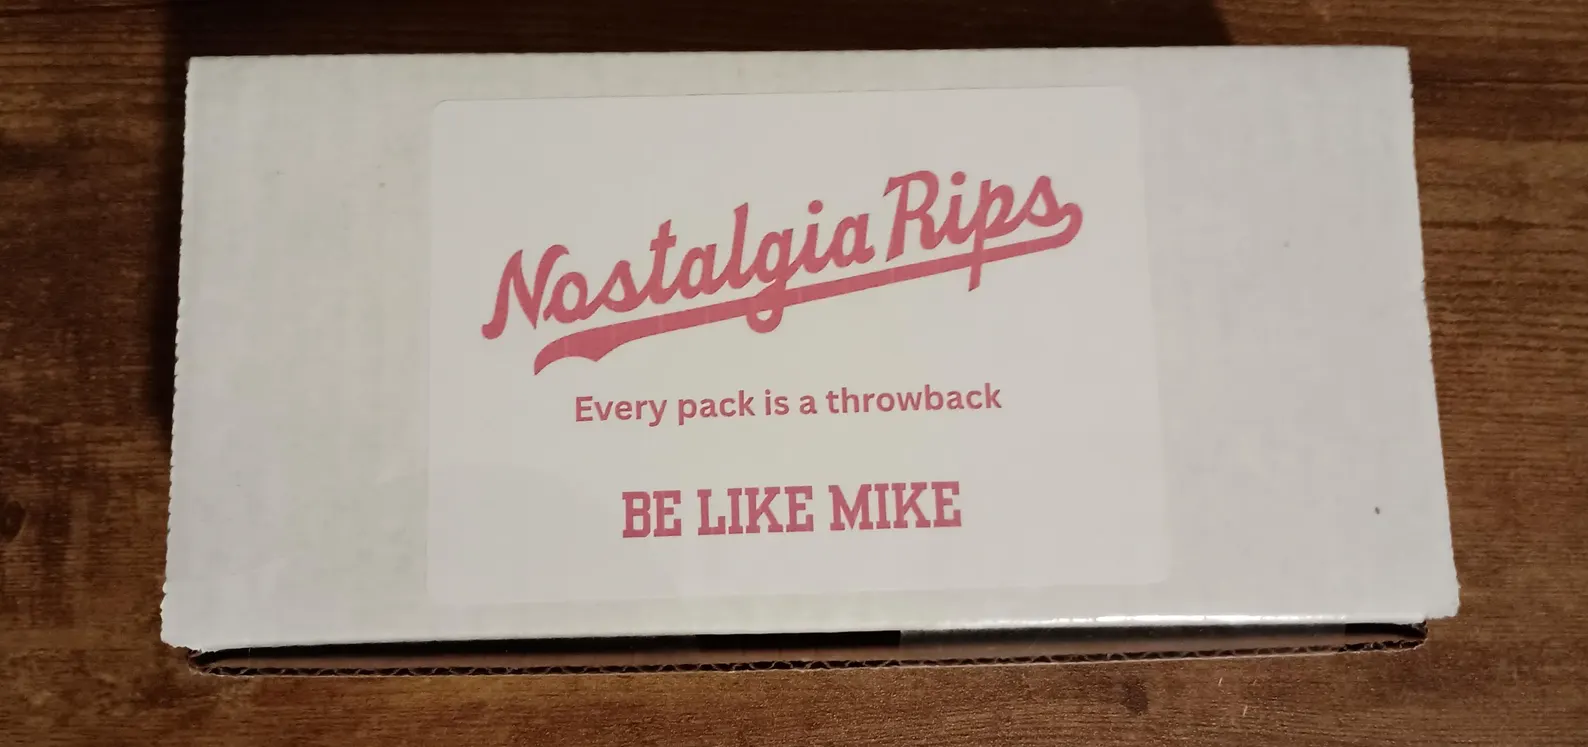 Nostalgia Rips
Every pack is a throwback
BE LIKE MIKE